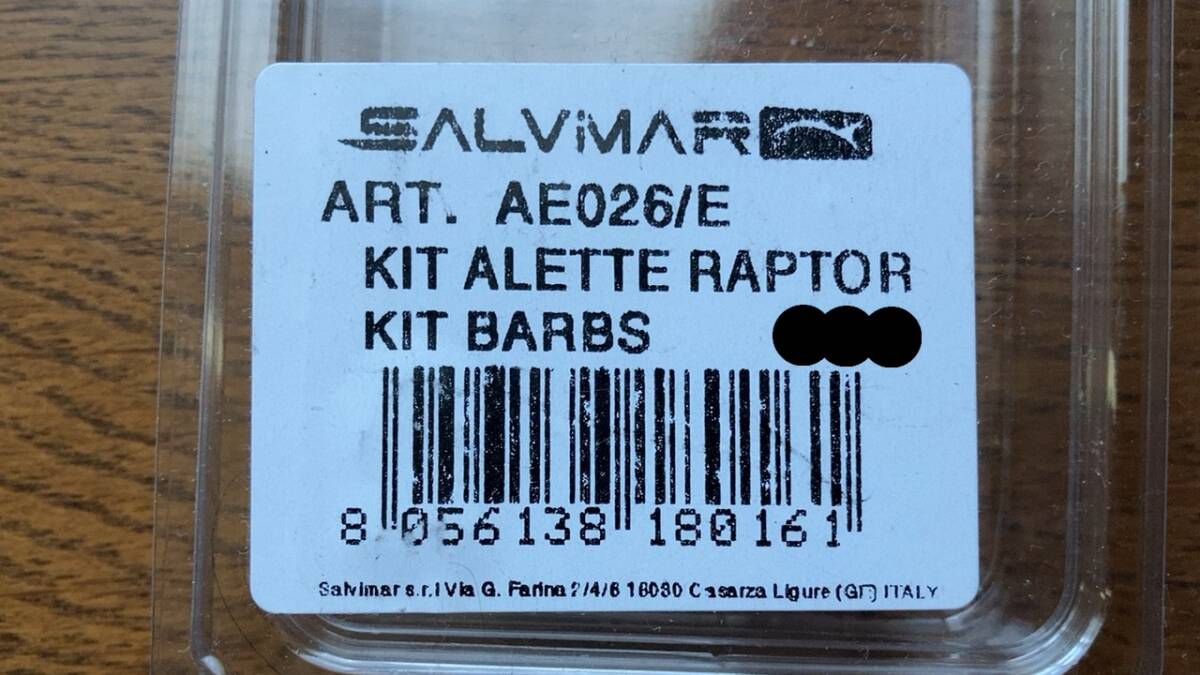 SALVIMAR
ART. AE026/E
KIT ALETTE RAPTOR
KIT BARBS
8 056138 180161
Salvimar s.r.l Via G. Farina 2/4/6 16030 Casarza Ligure (GE) ITALY